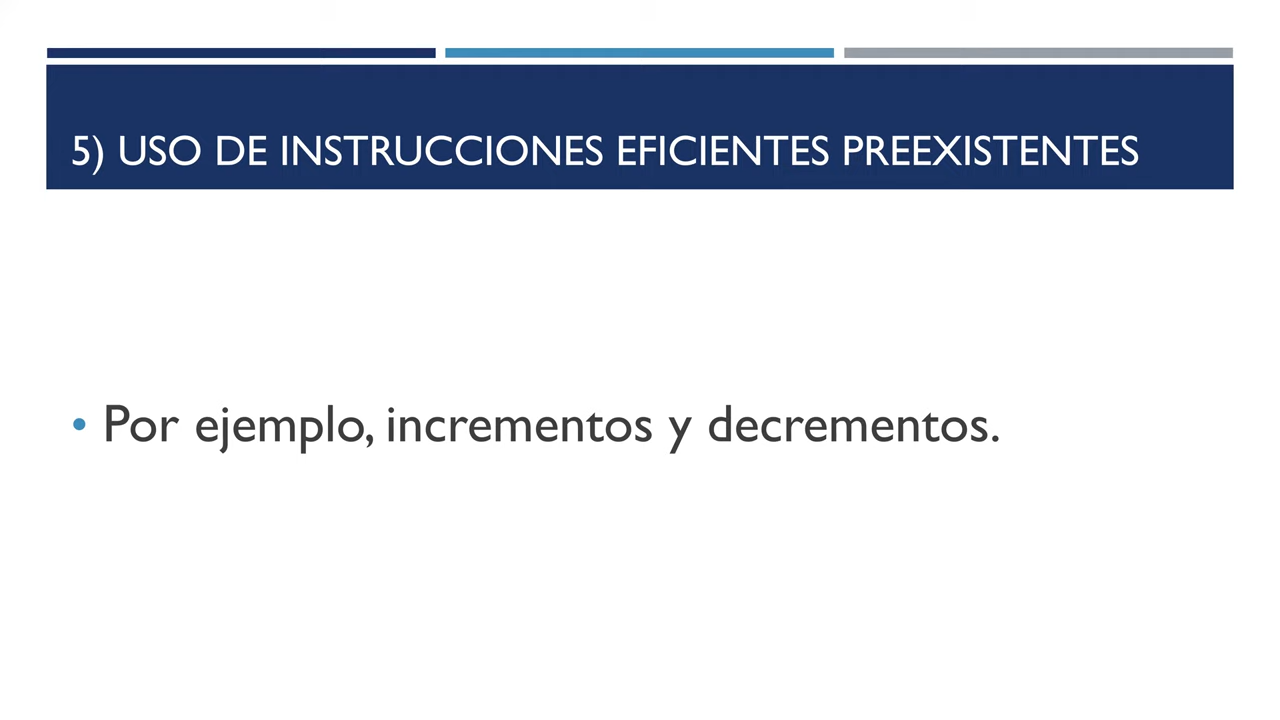 5) USO DE INSTRUCCIONES EFICIENTES PREEXISTENTES
• Por ejemplo, incrementos y decrementos.